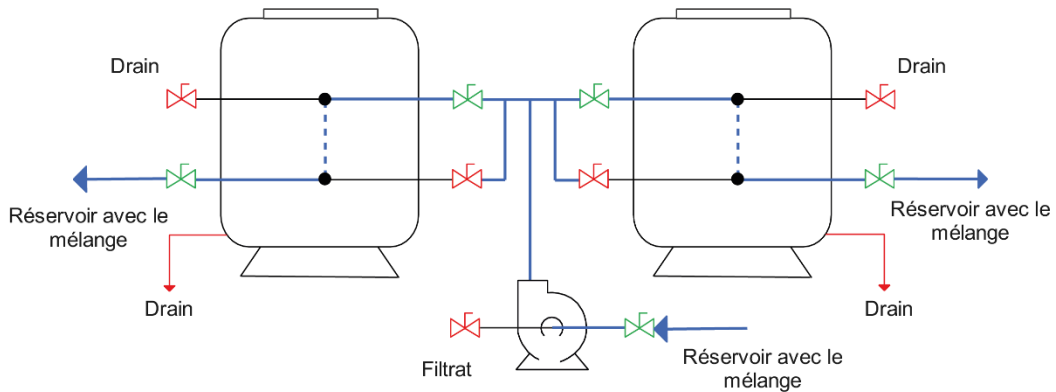 Drain
Drain
Réservoir avec le
mélange
Réservoir avec le
mélange
Drain
Drain
Filtrat
Réservoir avec le
mélange